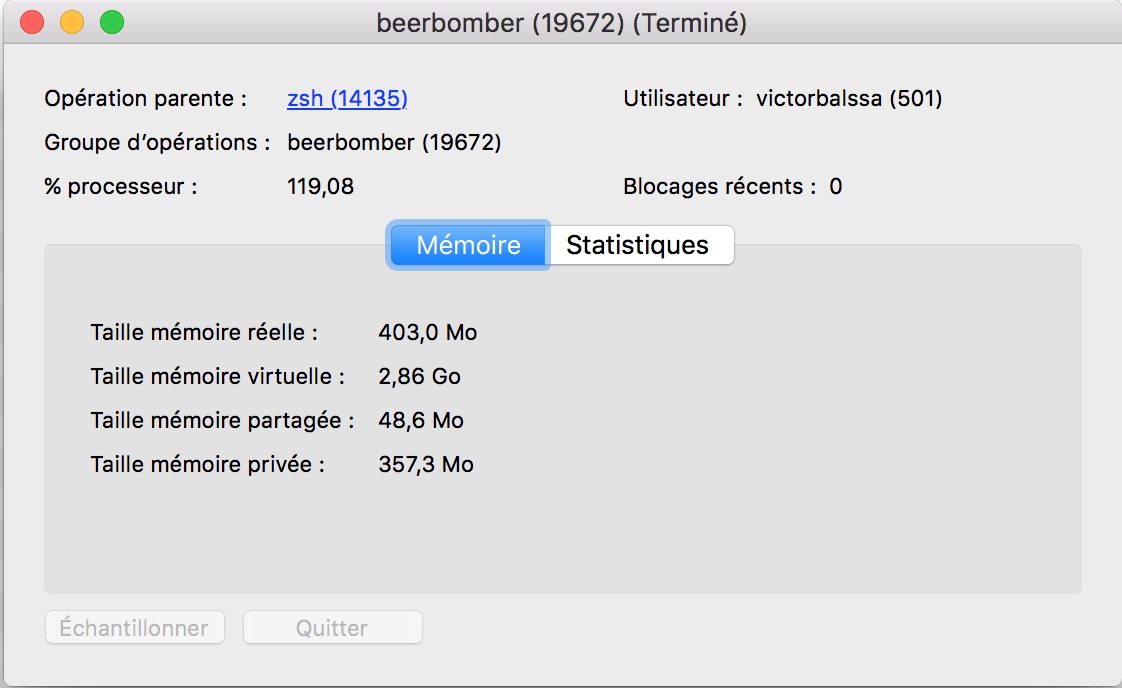 beerbomber (19672) (Terminé)
Opération parente : zsh (14135) Utilisateur : victorbalssa (501)
Groupe d’opérations : beerbomber (19672)
% processeur : 119,08 Blocages récents : 0
Mémoire Statistiques
Taille mémoire réelle : 403,0 Mo
Taille mémoire virtuelle : 2,86 Go
Taille mémoire partagée : 48,6 Mo
Taille mémoire privée : 357,3 Mo
Échantillonner Quitter